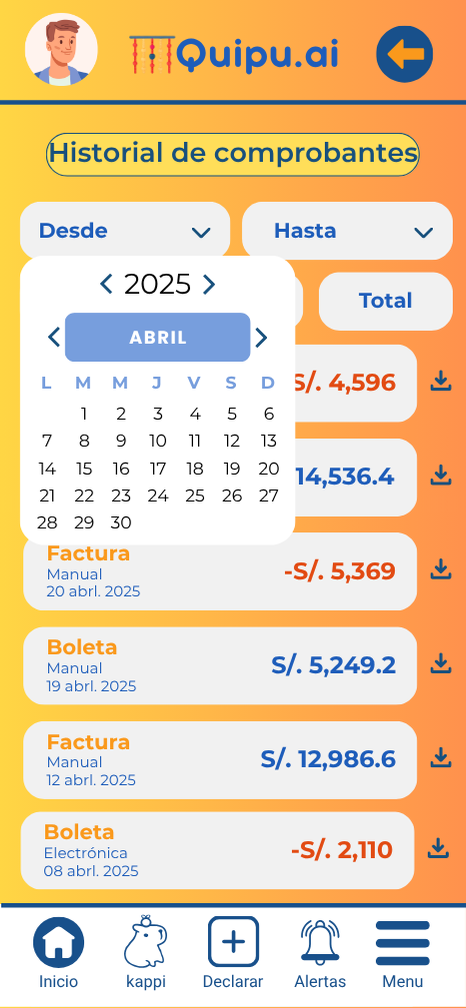 Quipu.ai
Historial de comprobantes
Desde
Hasta
2025
Total
ABRIL
L M M J V S D
1 2 3 4 5 6
7 8 9 10 11 12 13
14 15 16 17 18 19 20
21 22 23 24 25 26 27
28 29 30
S/. 4,596
14,536.4
Factura
Manual
20 abrl. 2025
-S/. 5,369
Boleta
Manual
19 abrl. 2025
S/. 5,249.2
Factura
Manual
12 abrl. 2025
S/. 12,986.6
Boleta
Electrónica
08 abrl. 2025
-S/. 2,110
Inicio
kappi
Declarar
Alertas
Menu